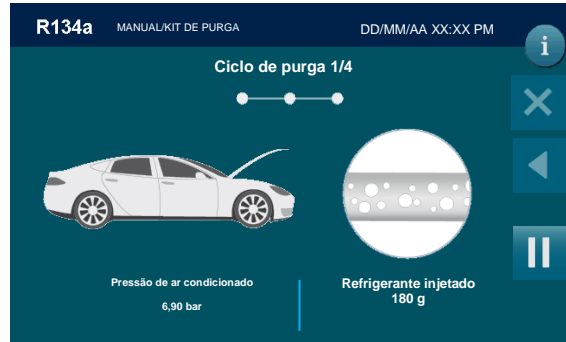 R134a MANUAL/KIT DE PURGA DD/MM/AA XX:XX PM
i
Ciclo de purga 1/4
Pressão de ar condicionado
6,90 bar
Refrigerante injetado
180 g